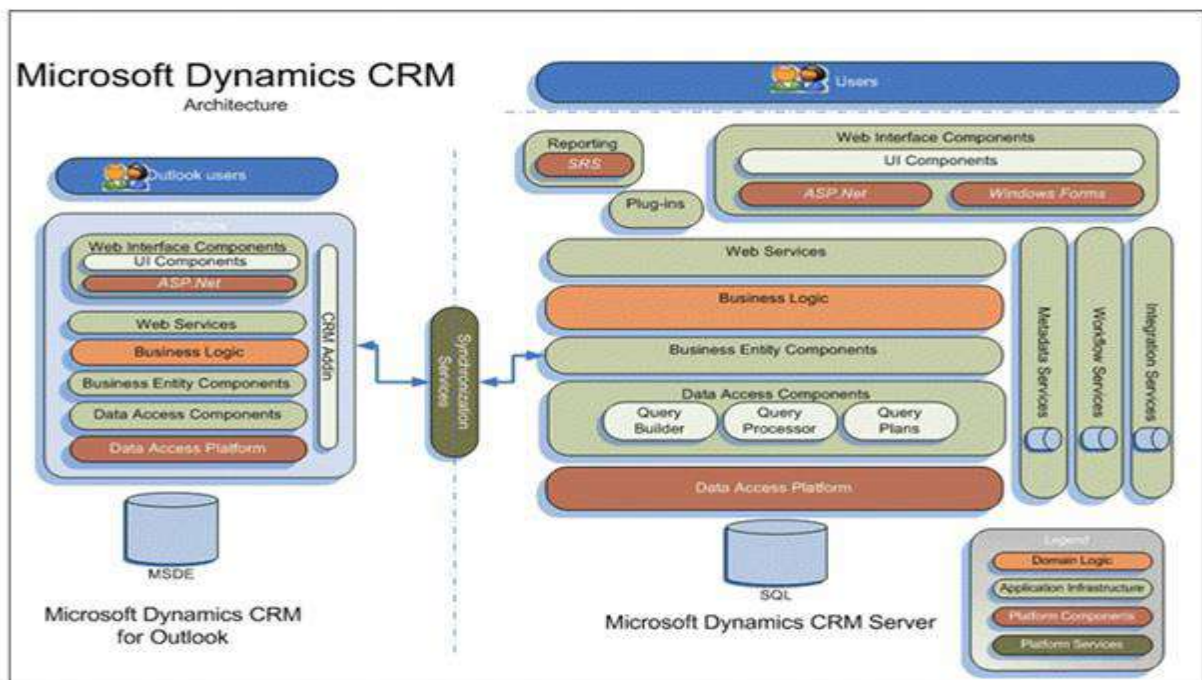 Microsoft Dynamics CRM
Architecture
Users
Reporting
SRS
Plug-ins
Web Interface Components
UI Components
ASP.Net
Windows Forms
Outlook users
Outlook
Web Interface Components
UI Components
ASP.Net
Web Services
Business Logic
Business Entity Components
Data Access Components
Data Access Platform
CRM Addin
MSDE
Microsoft Dynamics CRM
for Outlook
Synchronization
Services
Web Services
Business Logic
Business Entity Components
Data Access Components
Query
Builder
Query
Processor
Query
Plans
Data Access Platform
Metadata Services
Workflow Services
Integration Services
SQL
Microsoft Dynamics CRM Server
Legend
Domain Logic
Application Infrastructure
Platform Components
Platform Services